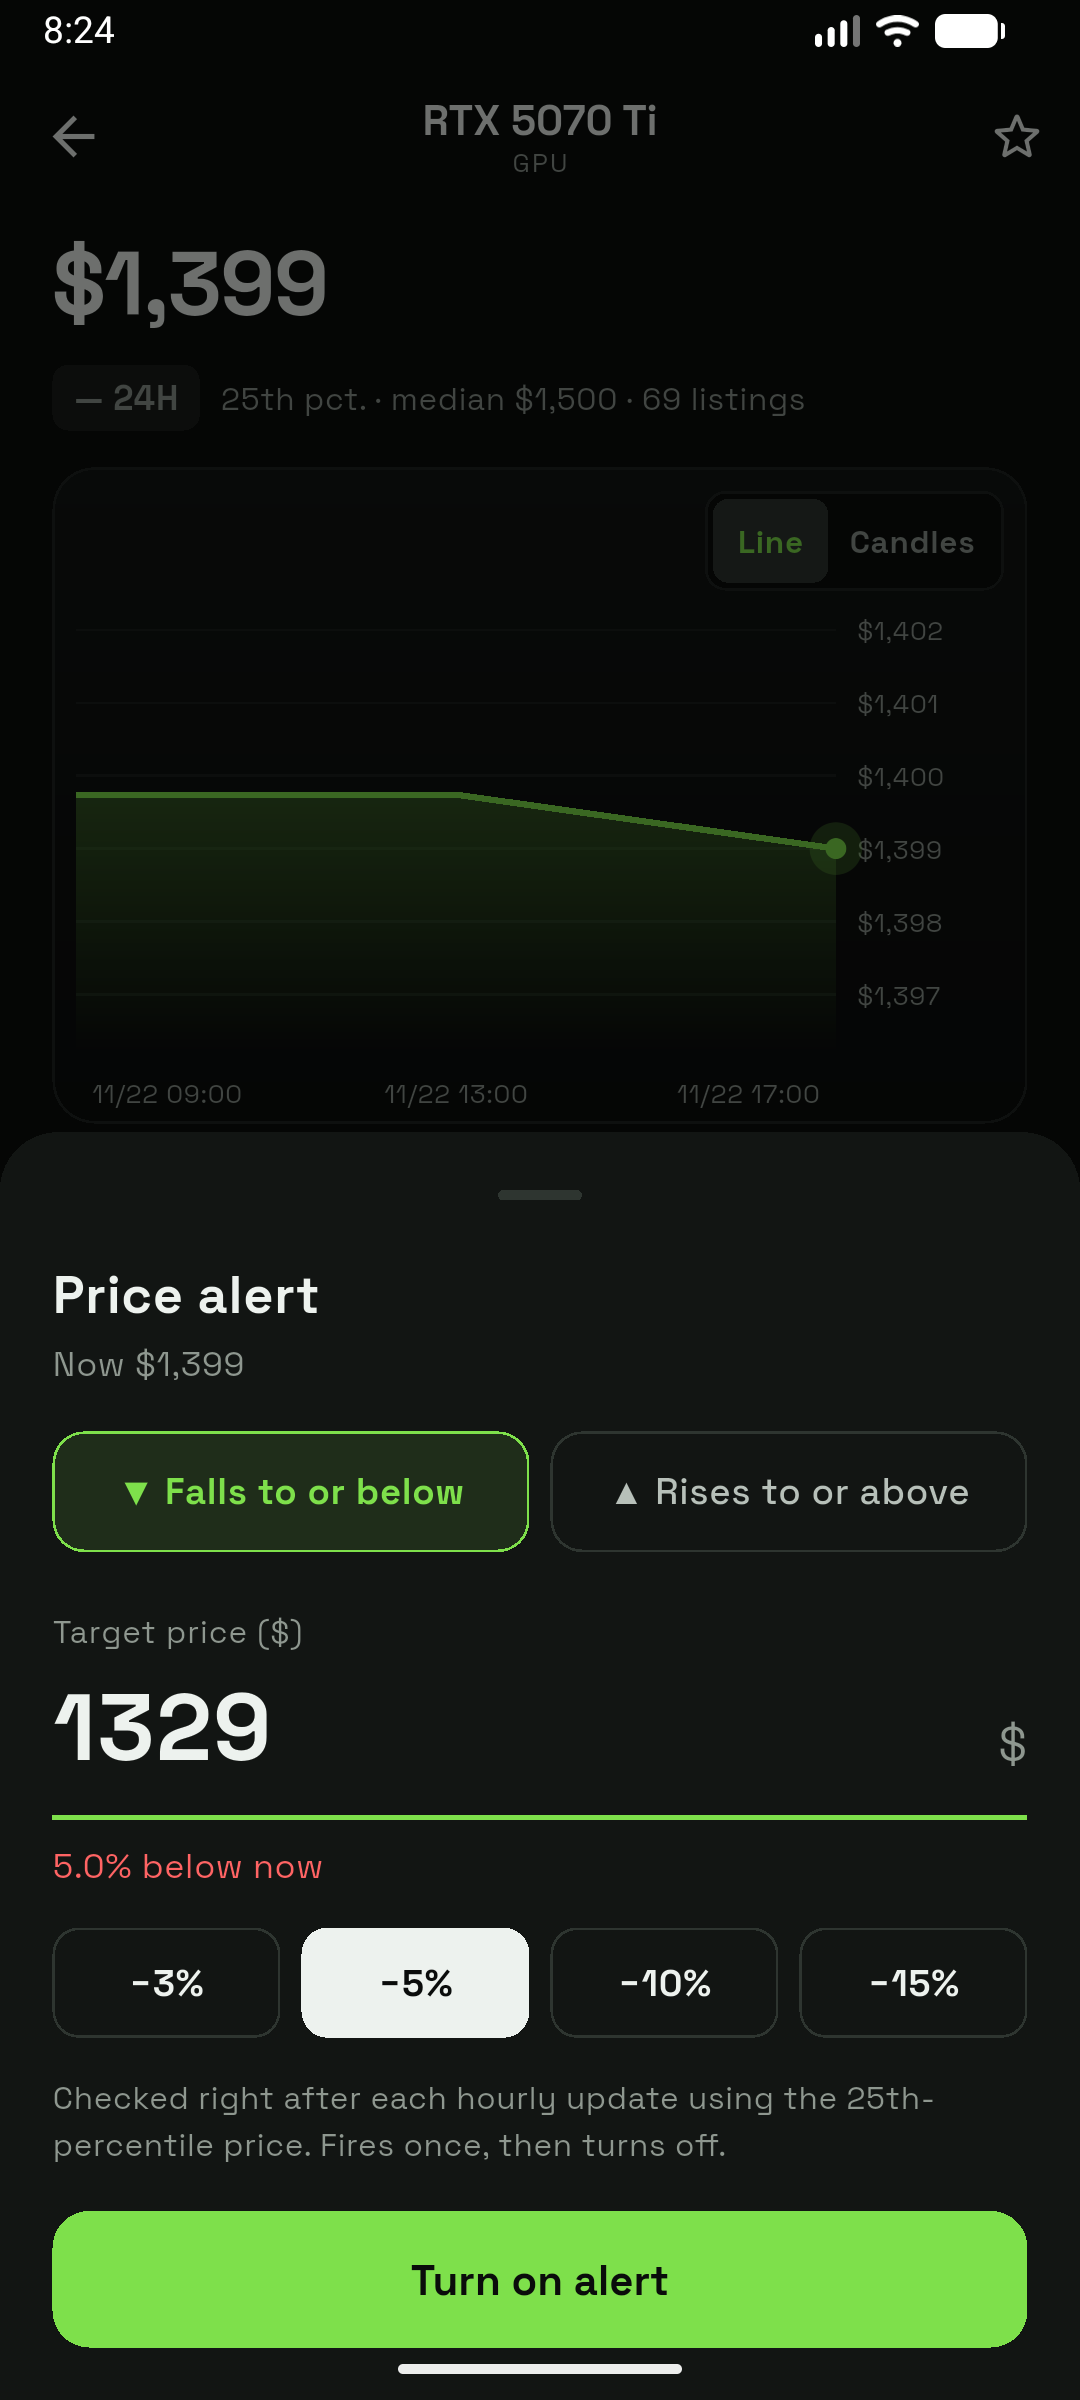 8:24
RTX 5070 Ti
GPU
$1,399
— 24H
25th pct. · median $1,500 · 69 listings
Line
Candles
$1,402
$1,401
$1,400
$1,399
$1,398
$1,397
11/22 09:00
11/22 13:00
11/22 17:00
Price alert
Now $1,399
▼ Falls to or below
▲ Rises to or above
Target price ($)
1329
$
5.0% below now
−3%
−5%
−10%
−15%
Checked right after each hourly update using the 25th-
percentile price. Fires once, then turns off.
Turn on alert